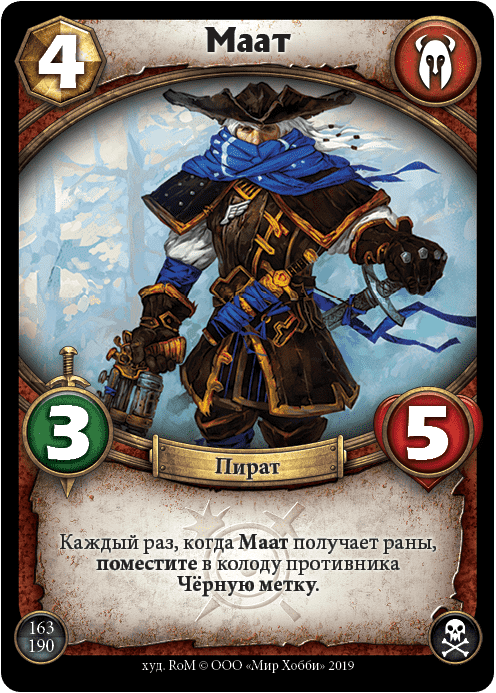 4
Маат
3
5
Пират
Каждый раз, когда Маат получает раны,
поместите в колоду противника
Чёрную метку.
163
190
худ. RoM © ООО «Мир Хобби» 2019